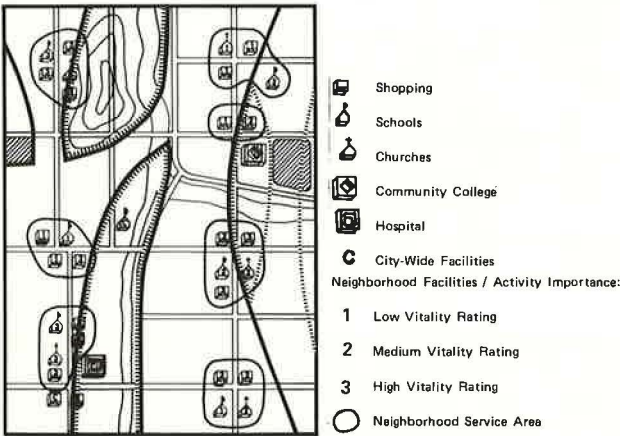 Shopping
Schools
Churches
Community College
Hospital
C City-Wide Facilities
Neighborhood Facilities / Activity Importance:
1 Low Vitality Rating
2 Medium Vitality Rating
3 High Vitality Rating
Neighborhood Service Area